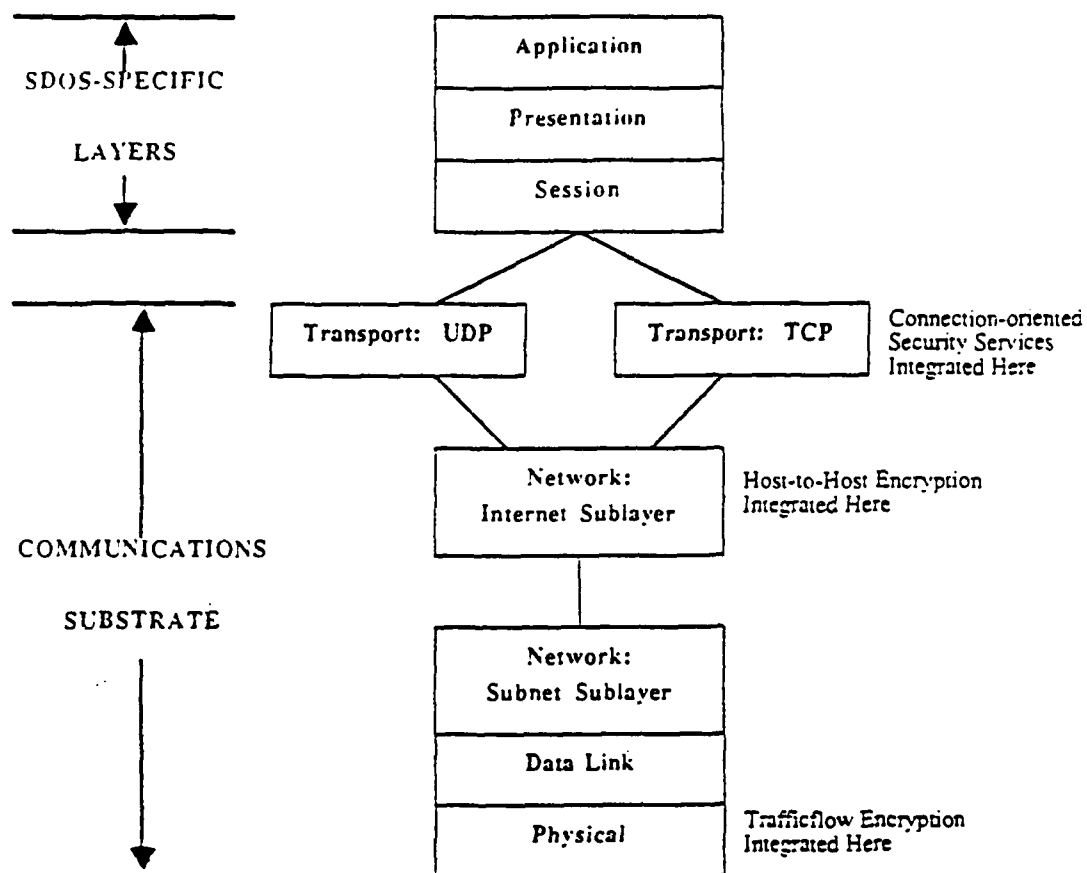 Application
SDOS-SPECIFIC
Presentation
LAYERS
Session
Transport: UDP
Transport: TCP
Connection-oriented
Security Services
Integrated Here
Network:
Internet Sublayer
Host-to-Host Encryption
Integrated Here
COMMUNICATIONS
SUBSTRATE
Network:
Subnet Sublayer
Data Link
Physical
Trafficflow Encryption
Integrated Here